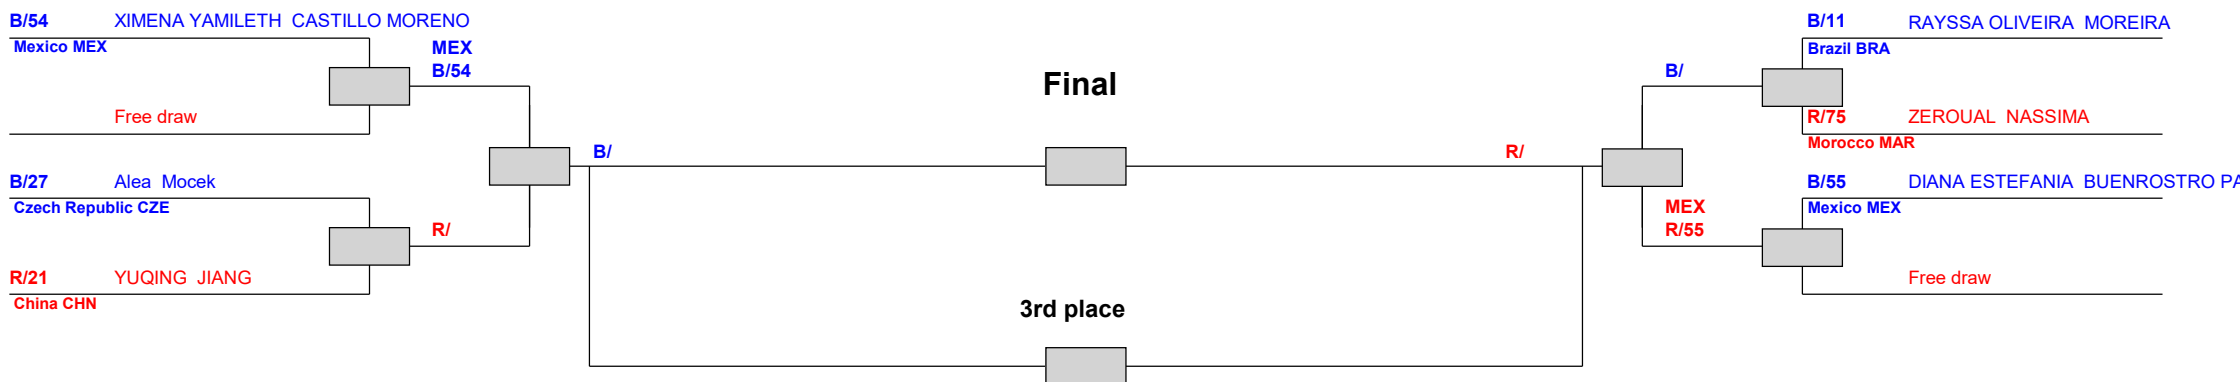 B/54 XIMENA YAMILETH CASTILLO MORENO
Mexico MEX
Free draw
B/27 Alea Mocek
Czech Republic CZE
R/21 YUQING JIANG
China CHN
MEX
B/54
R/
B/
Final
3rd place
R/
B/
MEX
R/55
B/11 RAYSSA OLIVEIRA MOREIRA
Brazil BRA
R/75 ZEROUAL NASSIMA
Morocco MAR
B/55 DIANA ESTEFANIA BUENROSTRO
Mexico MEX
Free draw